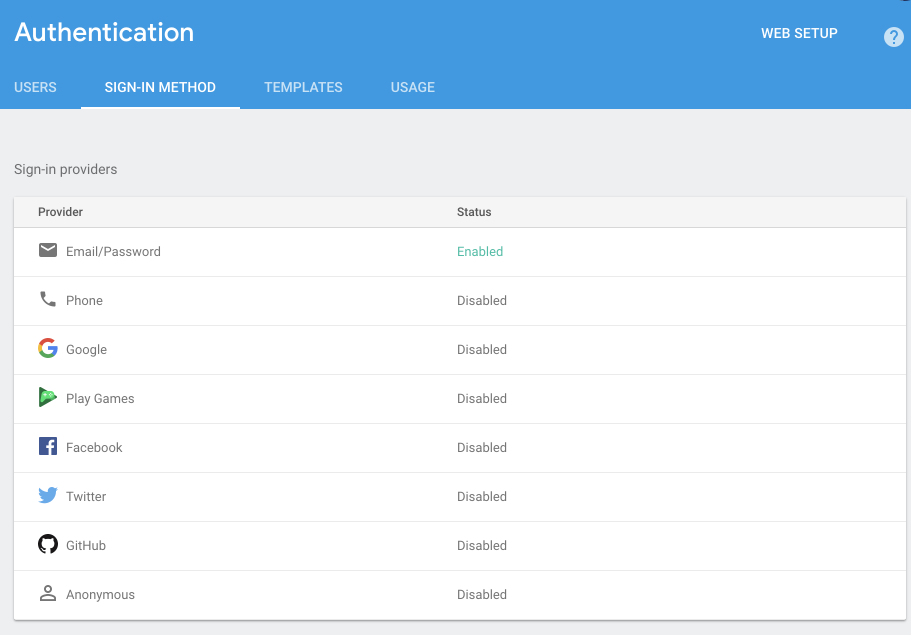 Authentication
WEB SETUP
?
USERS SIGN-IN METHOD TEMPLATES USAGE
Sign-in providers
Provider Status
Email/Password Enabled
Phone Disabled
Google Disabled
Play Games Disabled
Facebook Disabled
Twitter Disabled
GitHub Disabled
Anonymous Disabled